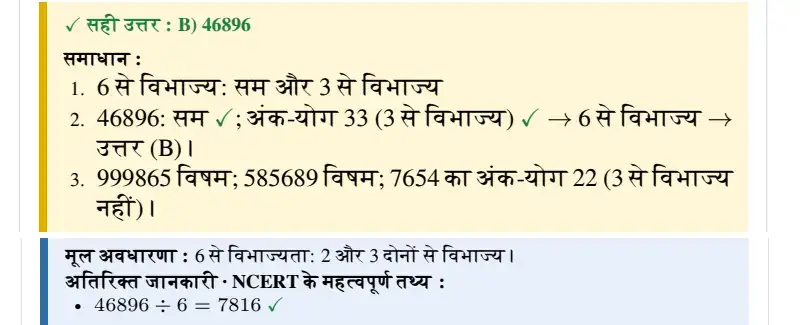 ✓ सही उत्तर : B) 46896
समाधान :
1. 6 से विभाज्य: सम और 3 से विभाज्य
2. 46896: सम ✓; अंक-योग 33 (3 से विभाज्य) ✓ → 6 से विभाज्य →
उत्तर (B)।
3. 999865 विषम; 585689 विषम; 7654 का अंक-योग 22 (3 से विभाज्य
नहीं)।
मूल अवधारणा : 6 से विभाज्यता: 2 और 3 दोनों से विभाज्य।
अतिरिक्त जानकारी · NCERT के महत्वपूर्ण तथ्य :
• 46896 ÷ 6 = 7816 ✓